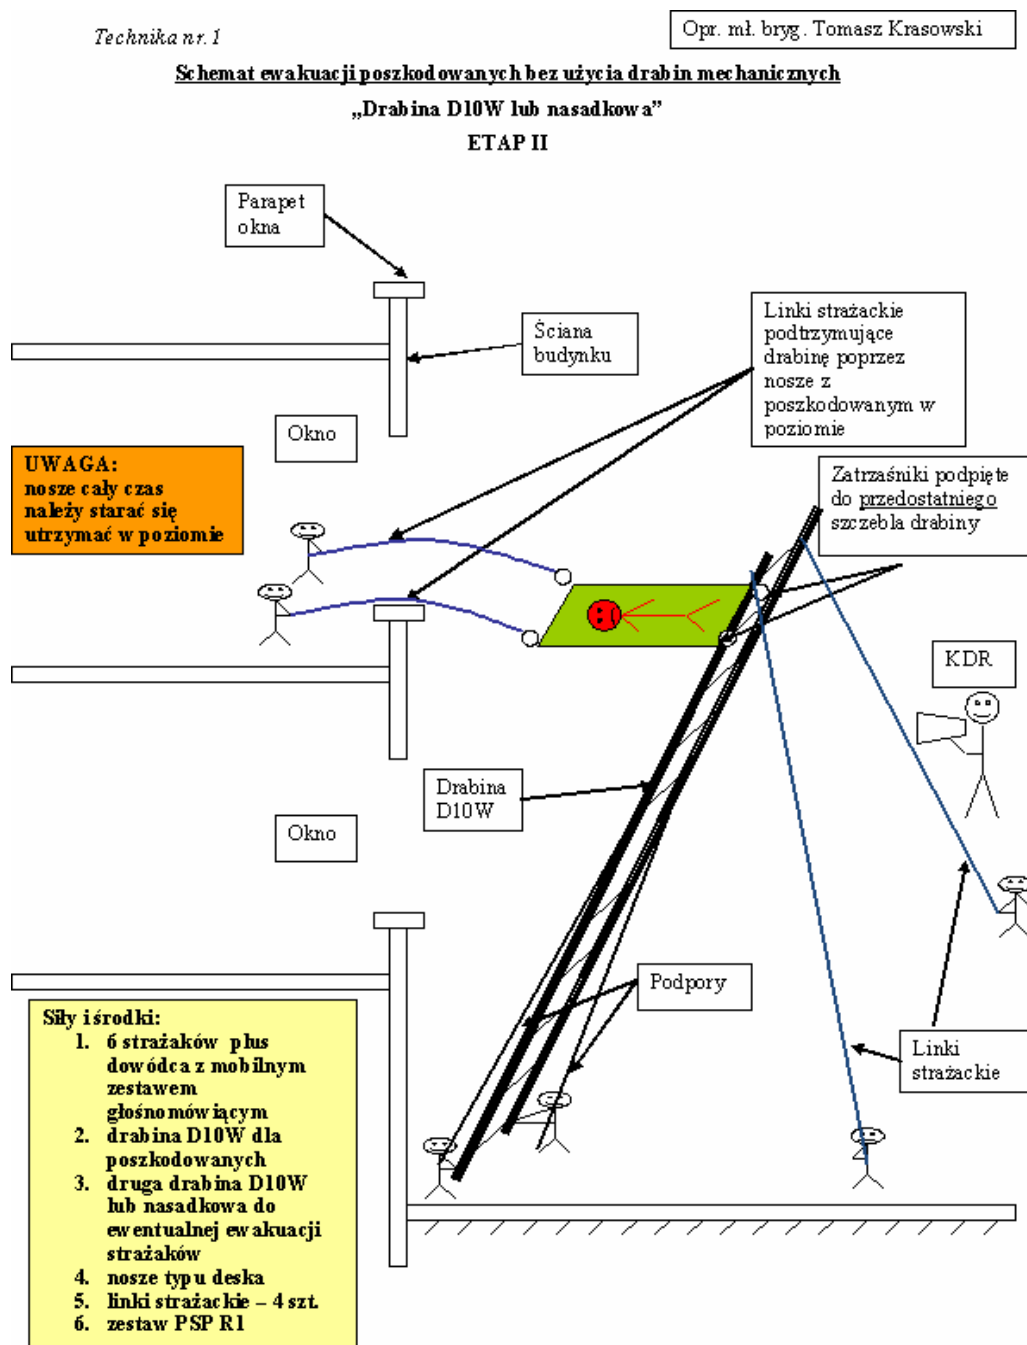 Technika nr. 1
Opr. mł. bryg. Tomasz Krasowski
Schemat ewakuacji poszkodowanych bez użycia drabin mechanicznych
„Drabina D10W lub nasadkowa”
ETAP II
Parapet
okna
Ściana
budynku
Linki strażackie
podtrzymujące
drabinę poprzez
nosze z
poszkodowanym w
poziomie
Okno
UWAGA:
nosze cały czas
należy starać się
utrzymać w poziomie
Zatrzaśniki podpięte
do przedostatniego
szczebla drabiny
KDR
Drabina
D10W
Okno
Podpory
Linki
strażackie
Siły i środki:
1. 6 strażaków plus
dowódca z mobilnym
zestawem
głośnomówiącym
2. drabina D10W dla
poszkodowanych
3. druga drabina D10W
lub nasadkowa do
ewentualnej ewakuacji
strażaków
4. nosze typu deska
5. linki strażackie – 4 szt.
6. zestaw PSP R1